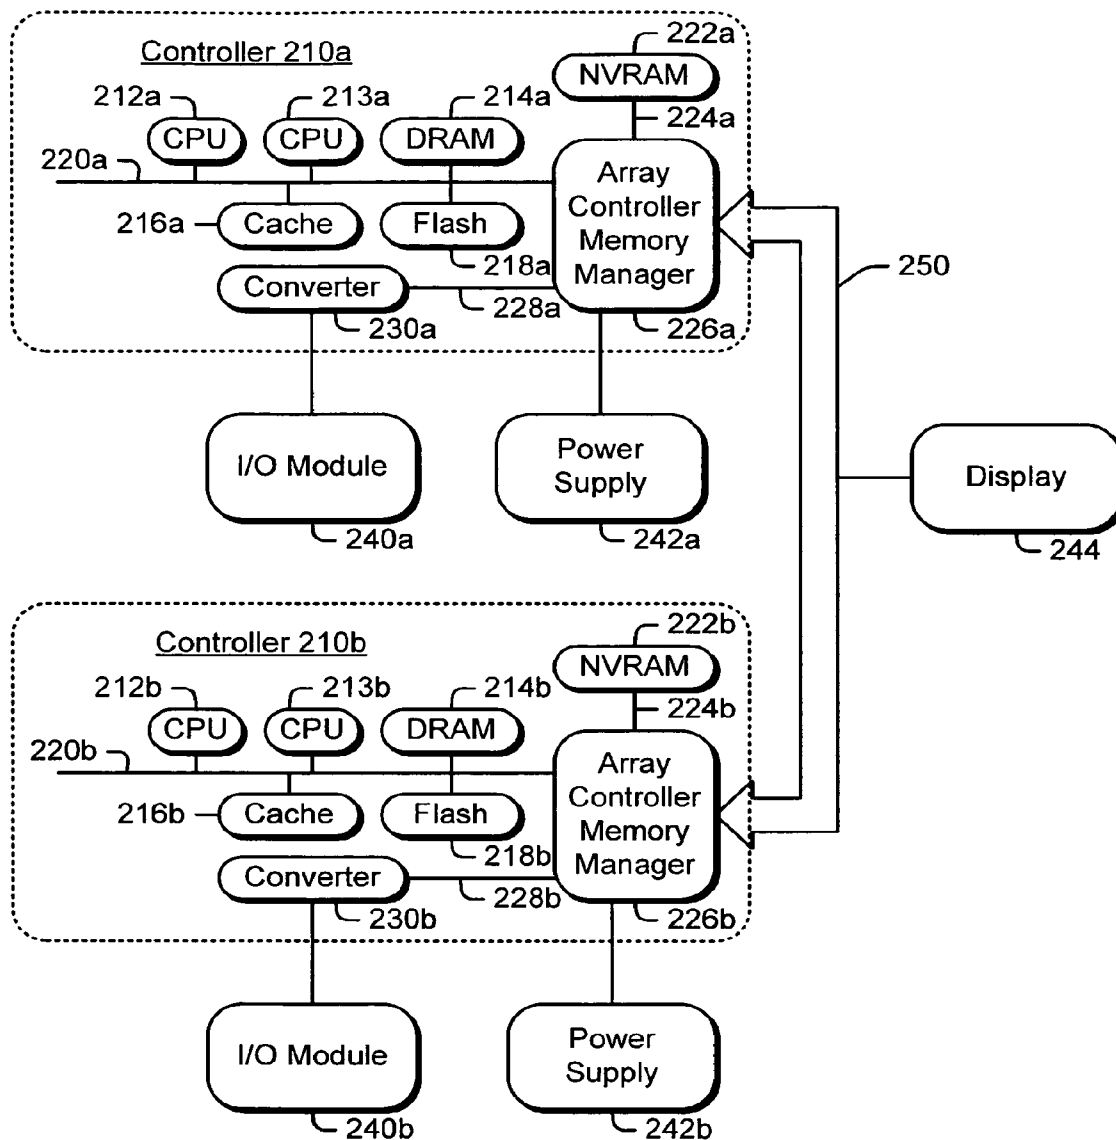 222a
Controller 210a
NVRAM
212a
213a
214a
224a
CPU
CPU
DRAM
220a
Array
Controller
Memory
Manager
216a
Cache
Flash
218a
250
Converter
228a
230a
226a
I/O Module
Power
Supply
Display
240a
242a
244
222b
Controller 210b
NVRAM
212b
213b
214b
224b
CPU
CPU
DRAM
220b
Array
Controller
Memory
Manager
216b
Cache
Flash
218b
Converter
228b
230b
226b
I/O Module
Power
Supply
240b
242b